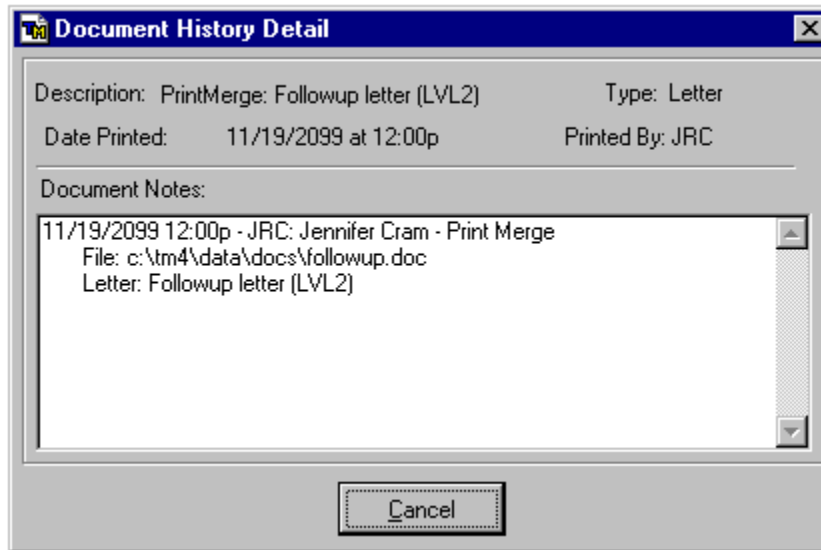 TM Document History Detail
Description: PrintMerge: Followup letter (LVL2) Type: Letter
Date Printed: 11/19/2099 at 12:00p Printed By: JRC
Document Notes:
11/19/2099 12:00p - JRC: Jennifer Cram - Print Merge
File: c:\tm4\data\docs\followup.doc
Letter: Followup letter (LVL2)
Cancel